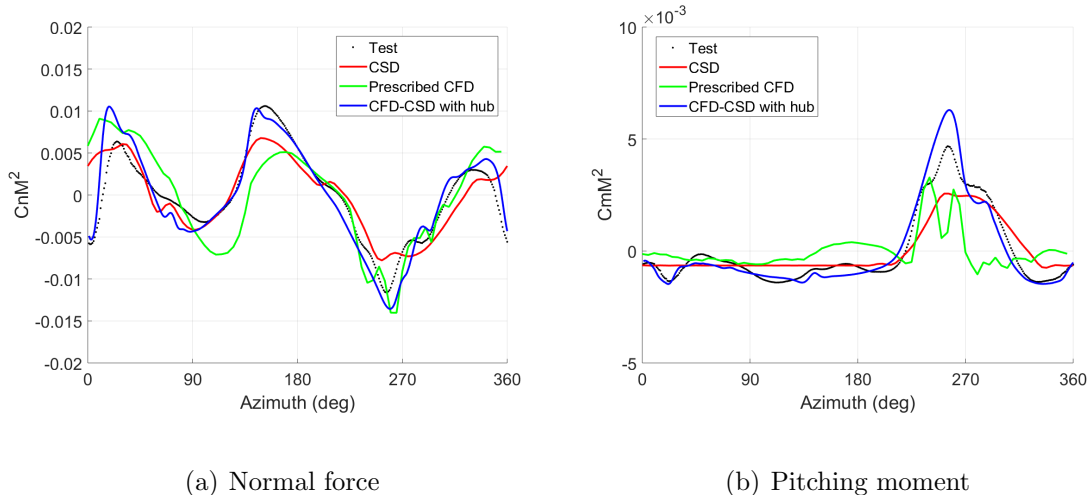 0.02
0.015
0.01
0.005
0
-0.005
-0.01
-0.015
-0.02
CnM²
0
90
180
270
360
Azimuth (deg)
Test
CSD
Prescribed CFD
CFD-CSD with hub
(a) Normal force
×10⁻³
10
5
0
-5
CmM²
0
90
180
270
360
Azimuth (deg)
Test
CSD
Prescribed CFD
CFD-CSD with hub
(b) Pitching moment